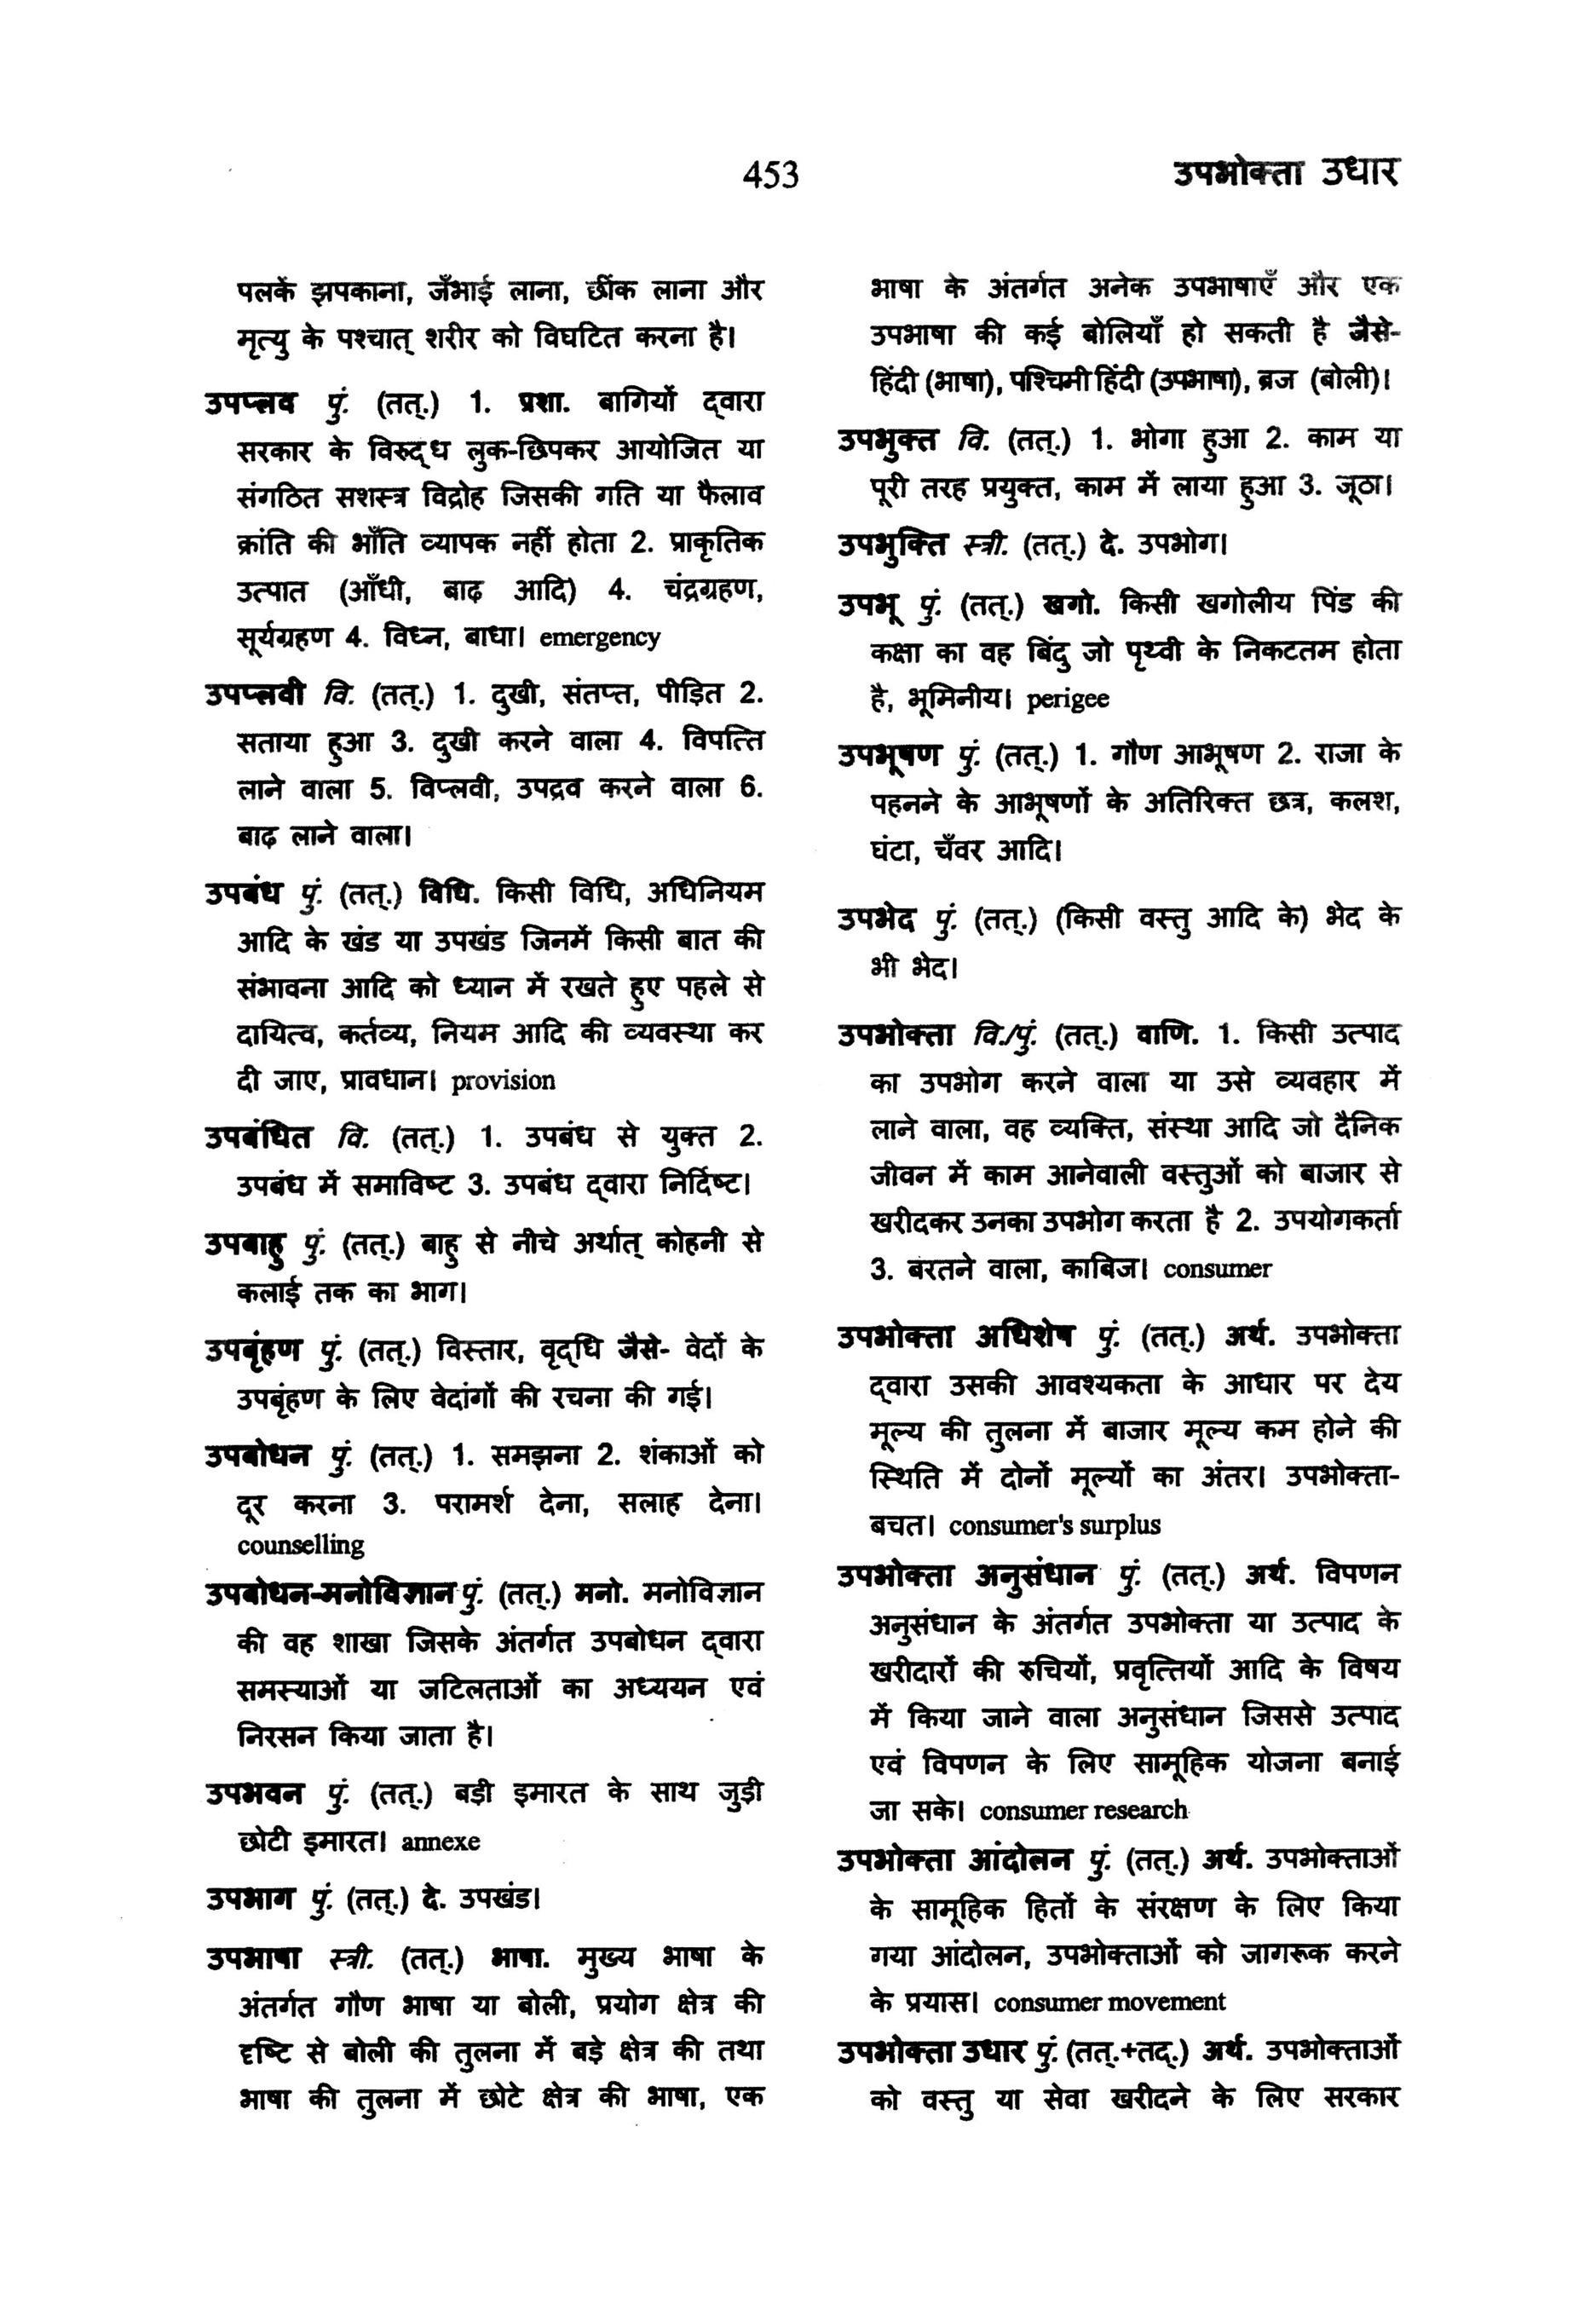 453
उपभोक्ता उधार
पलकें झपकाना, जँभाई लाना, छींक लाना और
मृत्यु के पश्चात् शरीर को विघटित करना है।
उपप्लव पुं. (तत्.) 1. प्रशा. बागियों द्‌वारा
सरकार के विरुद्‌ध लुक-छिपकर आयोजित या
संगठित सशस्त्र विद्रोह जिसकी गति या फैलाव
क्रांति की भाँति व्यापक नहीं होता 2. प्राकृतिक
उत्पात (आँधी, बाढ़ आदि) 4. चंद्रग्रहण,
सूर्यग्रहण 4. विघ्न, बाधा। emergency
उपप्लवी वि. (तत्.) 1. दुखी, संतप्त, पीड़ित 2.
सताया हुआ 3. दुखी करने वाला 4. विपत्ति
लाने वाला 5. विप्लवी, उपद्रव करने वाला 6.
बाढ़ लाने वाला।
उपबंध पुं. (तत्.) विधि. किसी विधि, अधिनियम
आदि के खंड या उपखंड जिनमें किसी बात की
संभावना आदि को ध्यान में रखते हुए पहले से
दायित्व, कर्तव्य, नियम आदि की व्यवस्था कर
दी जाए, प्रावधान। provision
उपबंधित वि. (तत्.) 1. उपबंध से युक्त 2.
उपबंध में समाविष्ट 3. उपबंध द्‌वारा निर्दिष्ट।
उपबाहु पुं. (तत्.) बाहु से नीचे अर्थात् कोहनी से
कलाई तक का भाग।
उपबृंहण पुं. (तत्.) विस्तार, वृद्‌धि जैसे- वेदों के
उपबृंहण के लिए वेदांगों की रचना की गई।
उपबोधन पुं. (तत्.) 1. समझना 2. शंकाओं को
दूर करना 3. परामर्श देना, सलाह देना।
counselling
उपबोधन-मनोविज्ञान पुं. (तत्.) मनो. मनोविज्ञान
की वह शाखा जिसके अंतर्गत उपबोधन द्‌वारा
समस्याओं या जटिलताओं का अध्ययन एवं
निरसन किया जाता है।
उपभवन पुं. (तत्.) बड़ी इमारत के साथ जुड़ी
छोटी इमारत। annexe
उपभाग पुं. (तत्.) दे. उपखंड।
उपभाषा स्त्री. (तत्.) भाषा. मुख्य भाषा के
अंतर्गत गौण भाषा या बोली, प्रयोग क्षेत्र की
दृष्टि से बोली की तुलना में बड़े क्षेत्र की तथा
भाषा की तुलना में छोटे क्षेत्र की भाषा, एक
भाषा के अंतर्गत अनेक उपभाषाएँ और एक
उपभाषा की कई बोलियाँ हो सकती है जैसे-
हिंदी (भाषा), पश्चिमी हिंदी (उपभाषा), ब्रज (बोली)।
उपभुक्त वि. (तत्.) 1. भोगा हुआ 2. काम या
पूरी तरह प्रयुक्त, काम में लाया हुआ 3. जूठा।
उपभुक्ति स्त्री. (तत्.) दे. उपभोग।
उपभू पुं. (तत्.) खगो. किसी खगोलीय पिंड की
कक्षा का वह बिंदु जो पृथ्वी के निकटतम होता
है, भूमिनीय। perigee
उपभूषण पुं. (तत्.) 1. गौण आभूषण 2. राजा के
पहनने के आभूषणों के अतिरिक्त छत्र, कलश,
घंटा, चँवर आदि।
उपभेद पुं. (तत्.) (किसी वस्तु आदि के) भेद के
भी भेद।
उपभोक्ता वि./पुं. (तत्.) वाणि. 1. किसी उत्पाद
का उपभोग करने वाला या उसे व्यवहार में
लाने वाला, वह व्यक्ति, संस्था आदि जो दैनिक
जीवन में काम आनेवाली वस्तुओं को बाजार से
खरीदकर उनका उपभोग करता है 2. उपयोगकर्ता
3. बरतने वाला, काबिज। consumer
उपभोक्ता अधिशेष पुं. (तत्.) अर्थ. उपभोक्ता
द्‌वारा उसकी आवश्यकता के आधार पर देय
मूल्य की तुलना में बाजार मूल्य कम होने की
स्थिति में दोनों मूल्यों का अंतर। उपभोक्ता-
बचत। consumer's surplus
उपभोक्ता अनुसंधान पुं. (तत्.) अर्थ. विपणन
अनुसंधान के अंतर्गत उपभोक्ता या उत्पाद के
खरीदारों की रुचियों, प्रवृत्तियों आदि के विषय
में किया जाने वाला अनुसंधान जिससे उत्पाद
एवं विपणन के लिए सामूहिक योजना बनाई
जा सके। consumer research
उपभोक्ता आंदोलन पुं. (तत्.) अर्थ. उपभोक्ताओं
के सामूहिक हितों के संरक्षण के लिए किया
गया आंदोलन, उपभोक्ताओं को जागरूक करने
के प्रयास। consumer movement
उपभोक्ता उधार पुं. (तत्.+तद्.) अर्थ. उपभोक्ताओं
को वस्तु या सेवा खरीदने के लिए सरकार